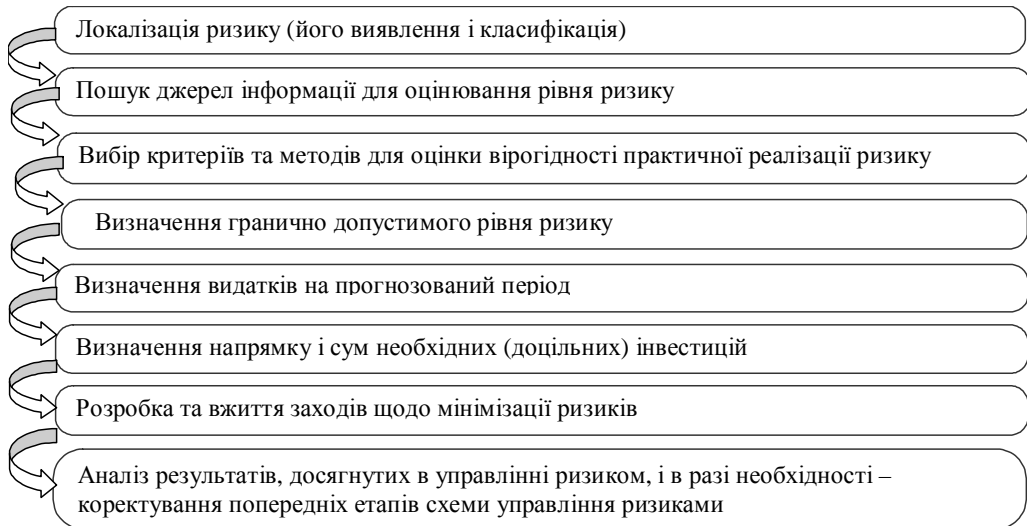 Локалізація ризику (його виявлення і класифікація)
Пошук джерел інформації для оцінювання рівня ризику
Вибір критеріїв та методів для оцінки вірогідності практичної реалізації ризику
Визначення гранично допустимого рівня ризику
Визначення видатків на прогнозований період
Визначення напрямку і сум необхідних (доцільних) інвестицій
Розробка та вжиття заходів щодо мінімізації ризиків
Аналіз результатів, досягнутих в управлінні ризиком, і в разі необхідності –
коректування попередніх етапів схеми управління ризиками